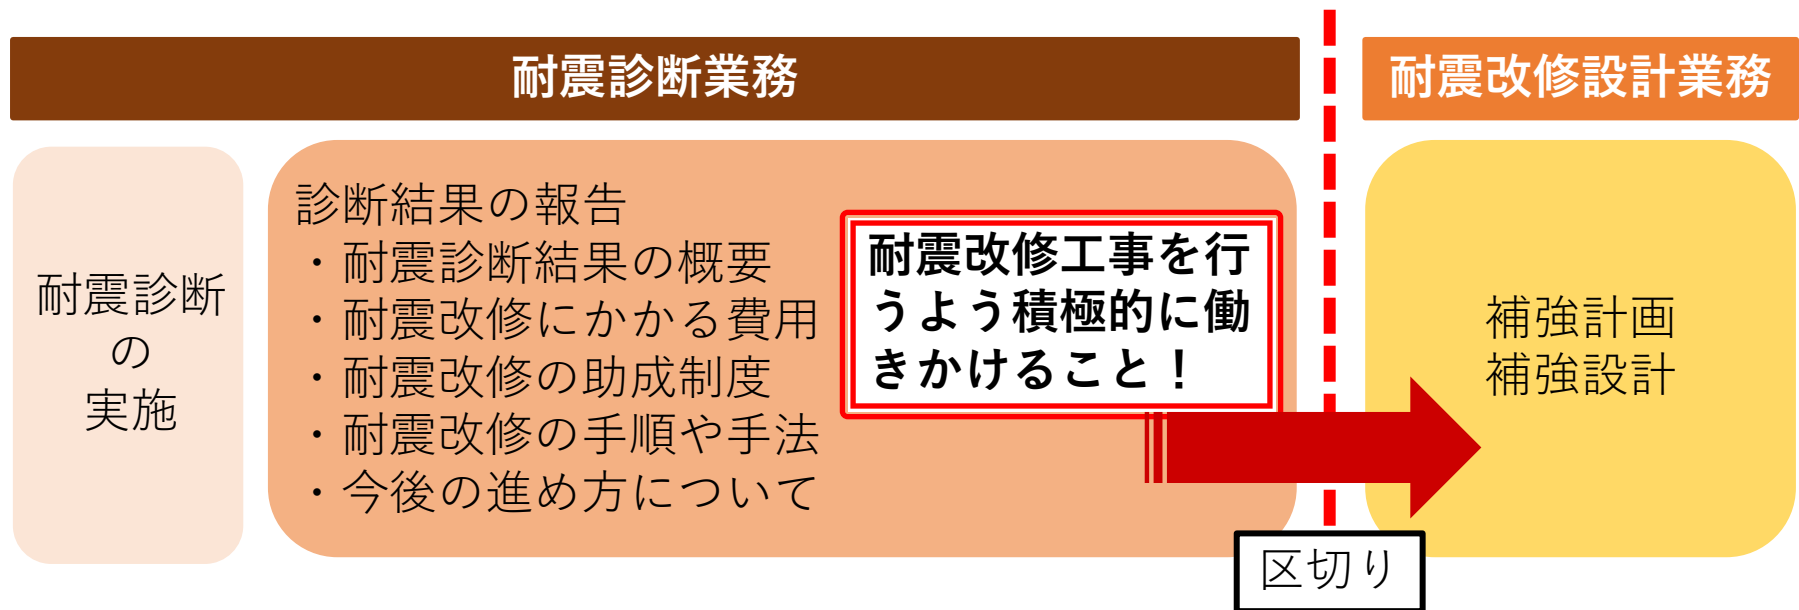 耐震診断業務
耐震改修設計業務
耐震診断
の
実施
診断結果の報告
・耐震診断結果の概要
・耐震改修にかかる費用
・耐震改修の助成制度
・耐震改修の手順や手法
・今後の進め方について
耐震改修工事を行
うよう積極的に働
きかけること！
補強計画
補強設計
区切り